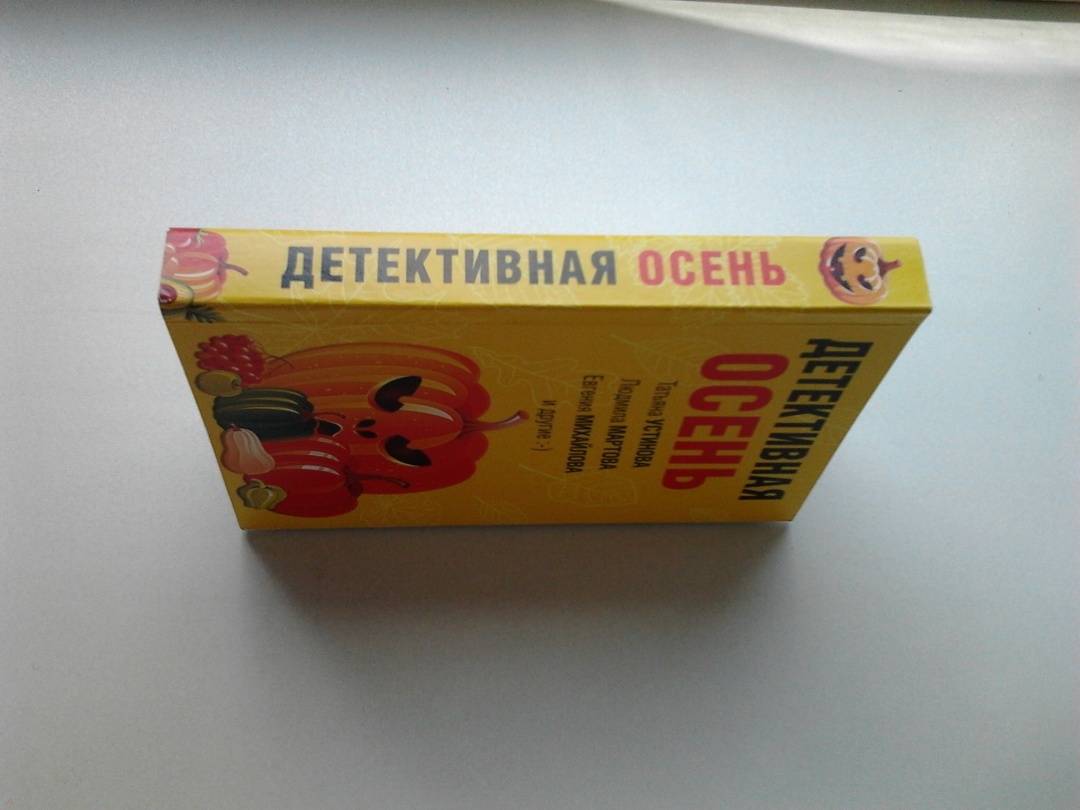 ДЕТЕКТИВНАЯ ОСЕНЬ
ДЕТЕКТИВНАЯ
ОСЕНЬ
Татьяна УСТИНОВА
Людмила МАРТОВА
Евгения МИХАЙЛОВА
и другие :-)